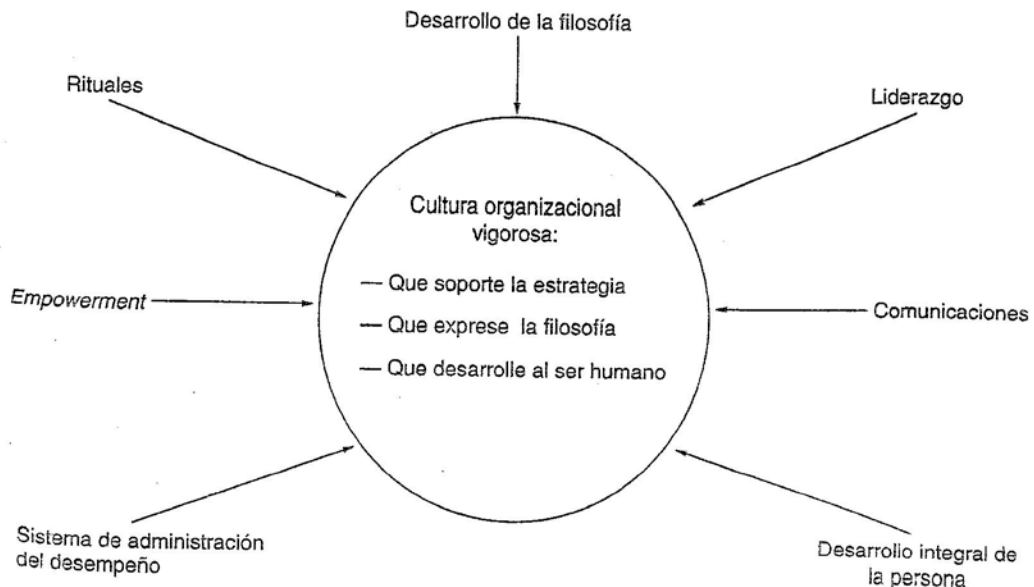 Desarrollo de la filosofía
Rituales
Liderazgo
Cultura organizacional
vigorosa:
— Que soporte la estrategia
— Que exprese la filosofía
— Que desarrolle al ser humano
Empowerment
Comunicaciones
Sistema de administración
del desempeño
Desarrollo integral de
la persona